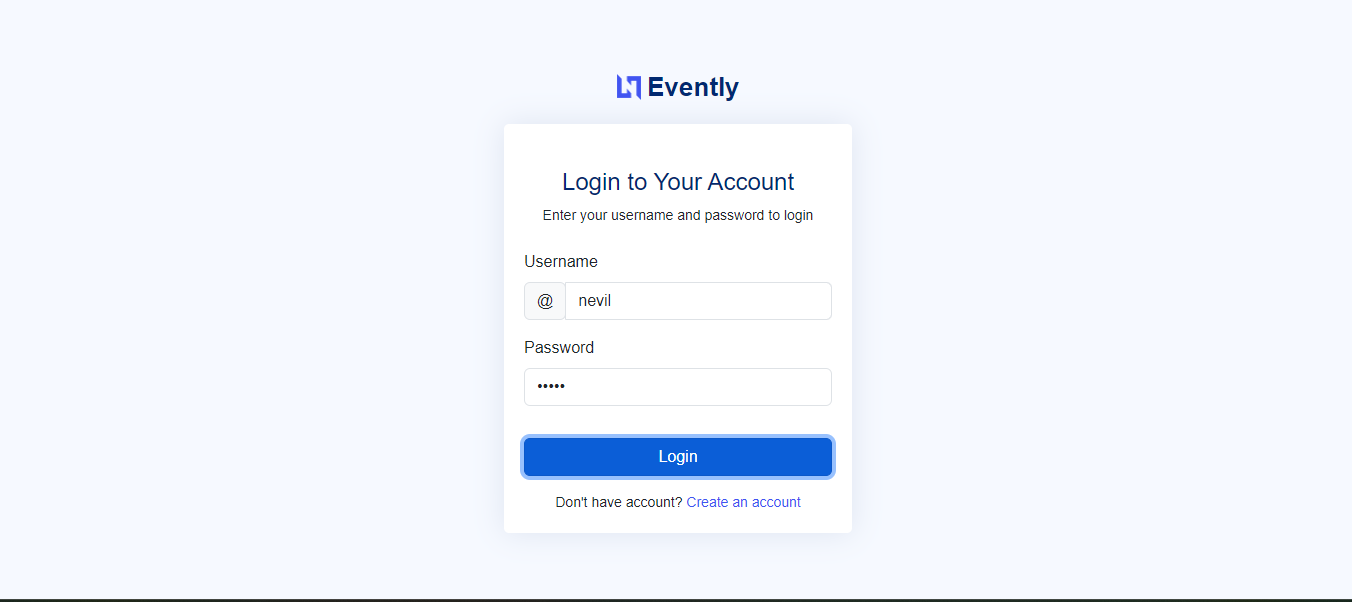 Evently
Login to Your Account
Enter your username and password to login
Username
@ nevil
Password
•••••
Login
Don't have account? Create an account